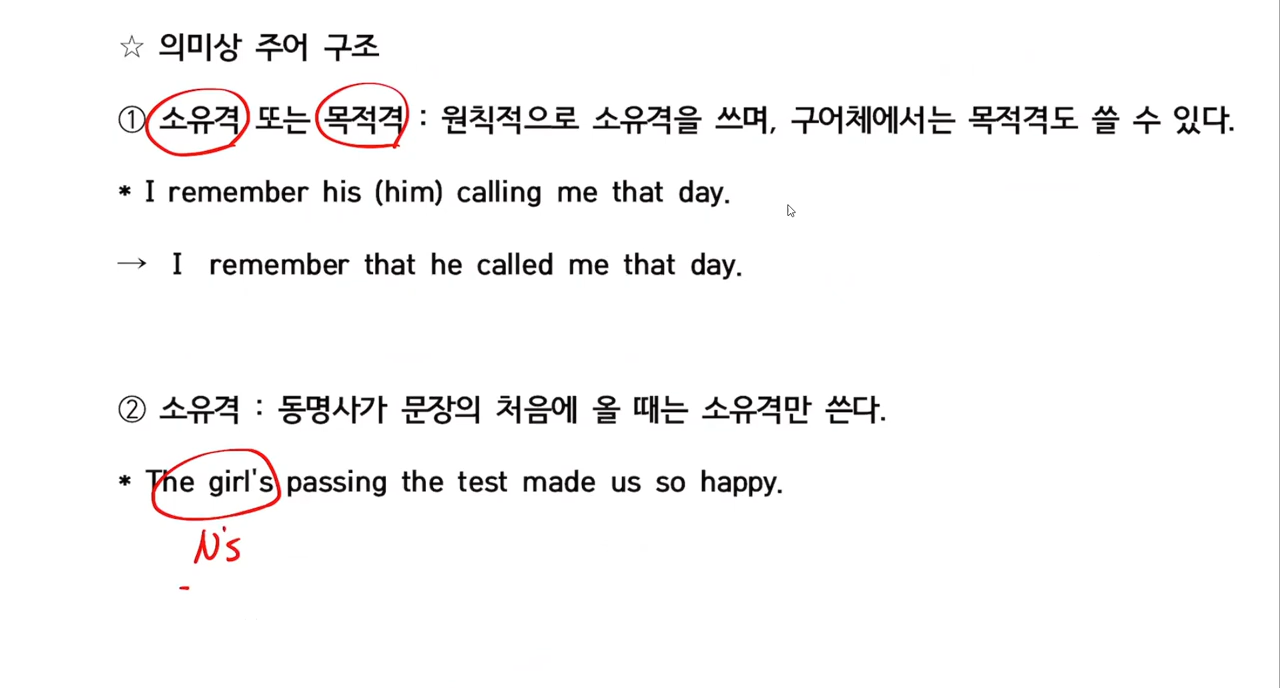 ☆ 의미상 주어 구조
① 소유격 또는 목적격 : 원칙적으로 소유격을 쓰며, 구어체에서는 목적격도 쓸 수 있다.
* I remember his (him) calling me that day.
→ I remember that he called me that day.
② 소유격 : 동명사가 문장의 처음에 올 때는 소유격만 쓴다.
* The girl's passing the test made us so happy.
N's
-